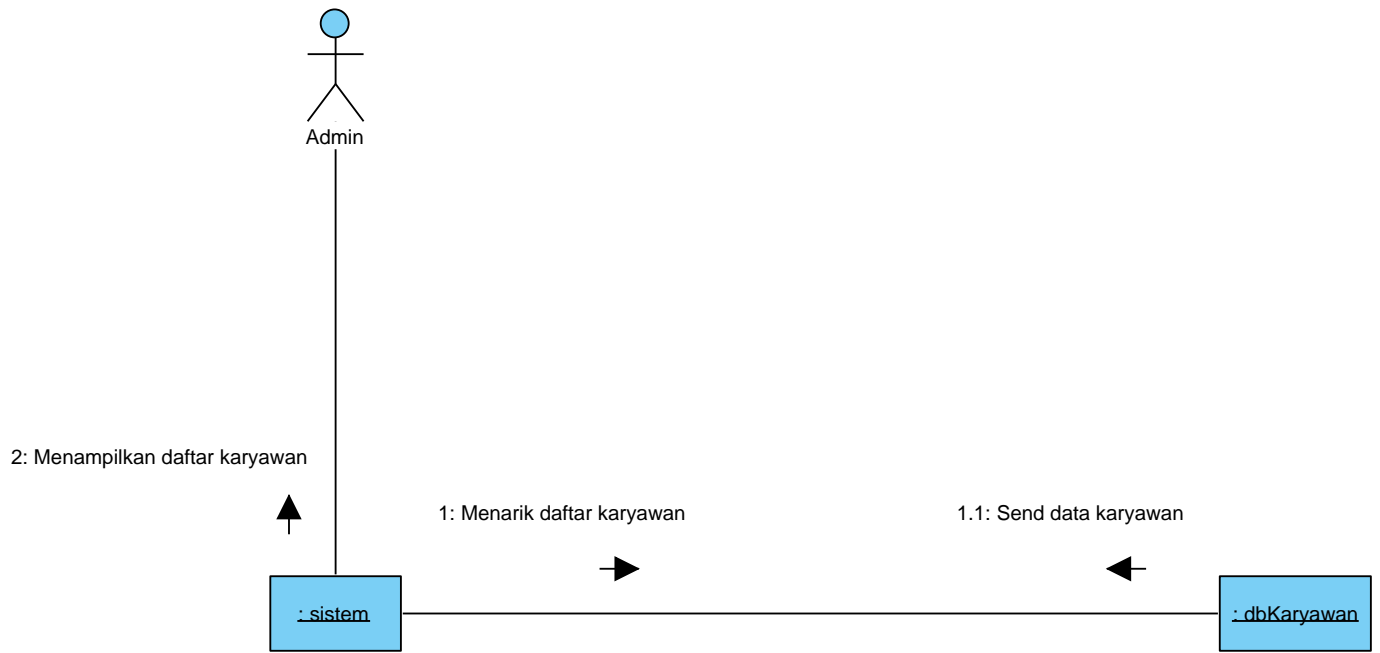 Admin
2: Menampilkan daftar karyawan
1: Menarik daftar karyawan
1.1: Send data karyawan
: sistem
: dbKaryawan